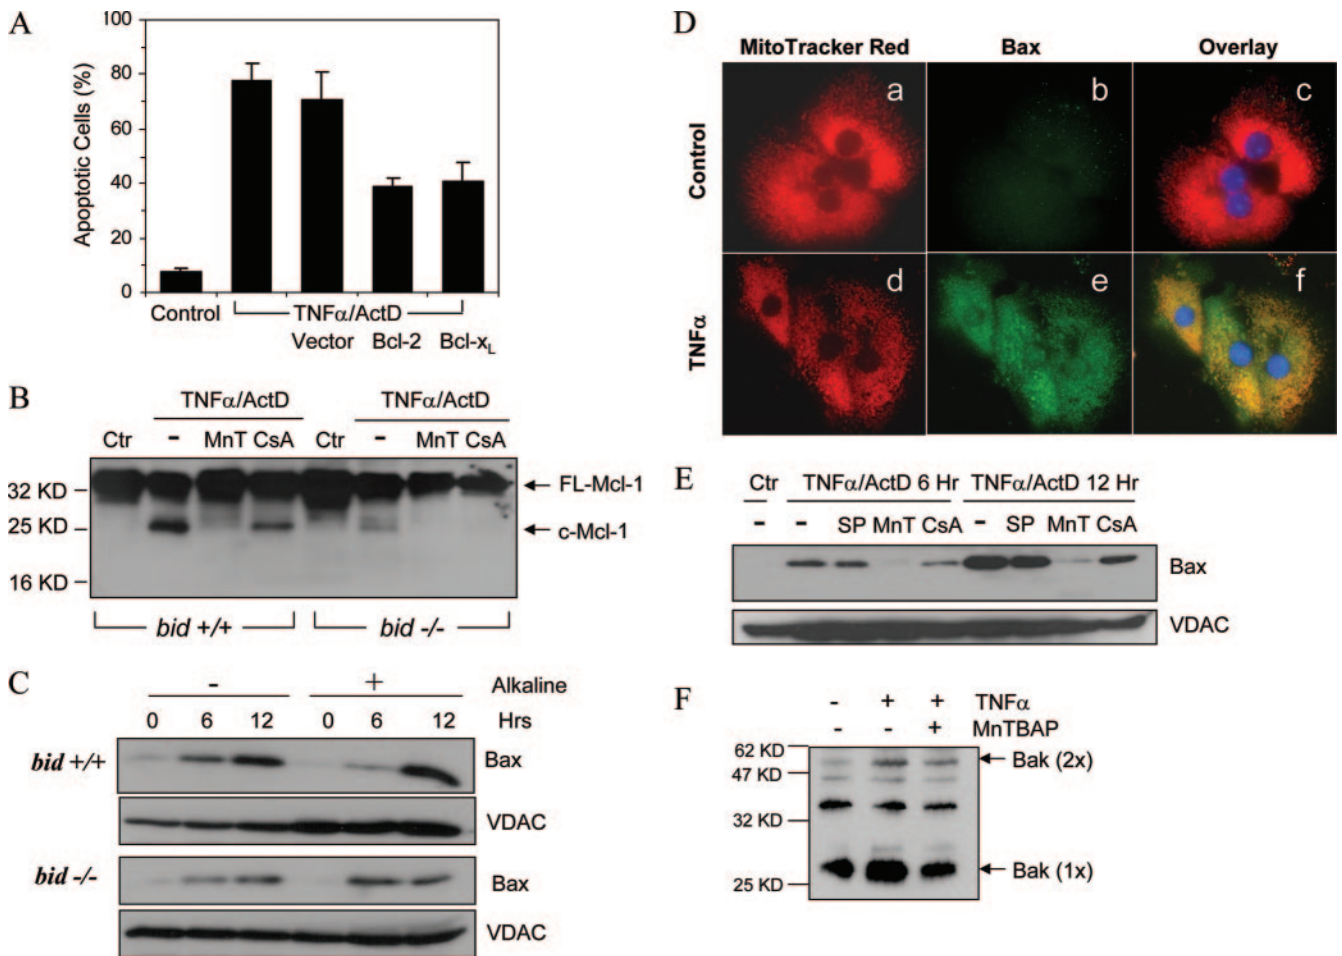 A
Apoptotic Cells (%)
100
80
60
40
20
0
Control
TNFα/ActD
Vector Bcl-2 Bcl-xL
B
TNFα/ActD TNFα/ActD
Ctr - MnT CsA Ctr - MnT CsA
32 KD
25 KD
16 KD
FL-Mcl-1
c-Mcl-1
bid +/+ bid -/-
C
- + Alkaline
0 6 12 0 6 12 Hrs
bid +/+ Bax
VDAC
bid -/- Bax
VDAC
D
MitoTracker Red Bax Overlay
Control
a b c
TNFα
d e f
E
Ctr TNFα/ActD 6 Hr TNFα/ActD 12 Hr
- - SP MnT CsA - SP MnT CsA
Bax
VDAC
F
- + + TNFα
- - + MnTBAP
62 KD
47 KD
32 KD
25 KD
Bak (2x)
Bak (1x)